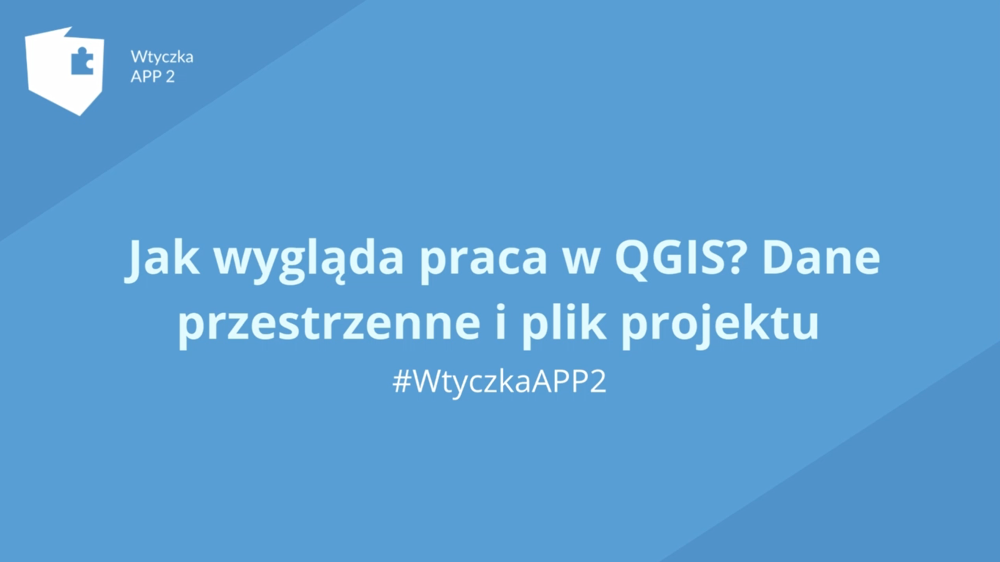 Wtyczka
APP 2
Jak wygląda praca w QGIS? Dane
przestrzenne i plik projektu
#WtyczkaAPP2